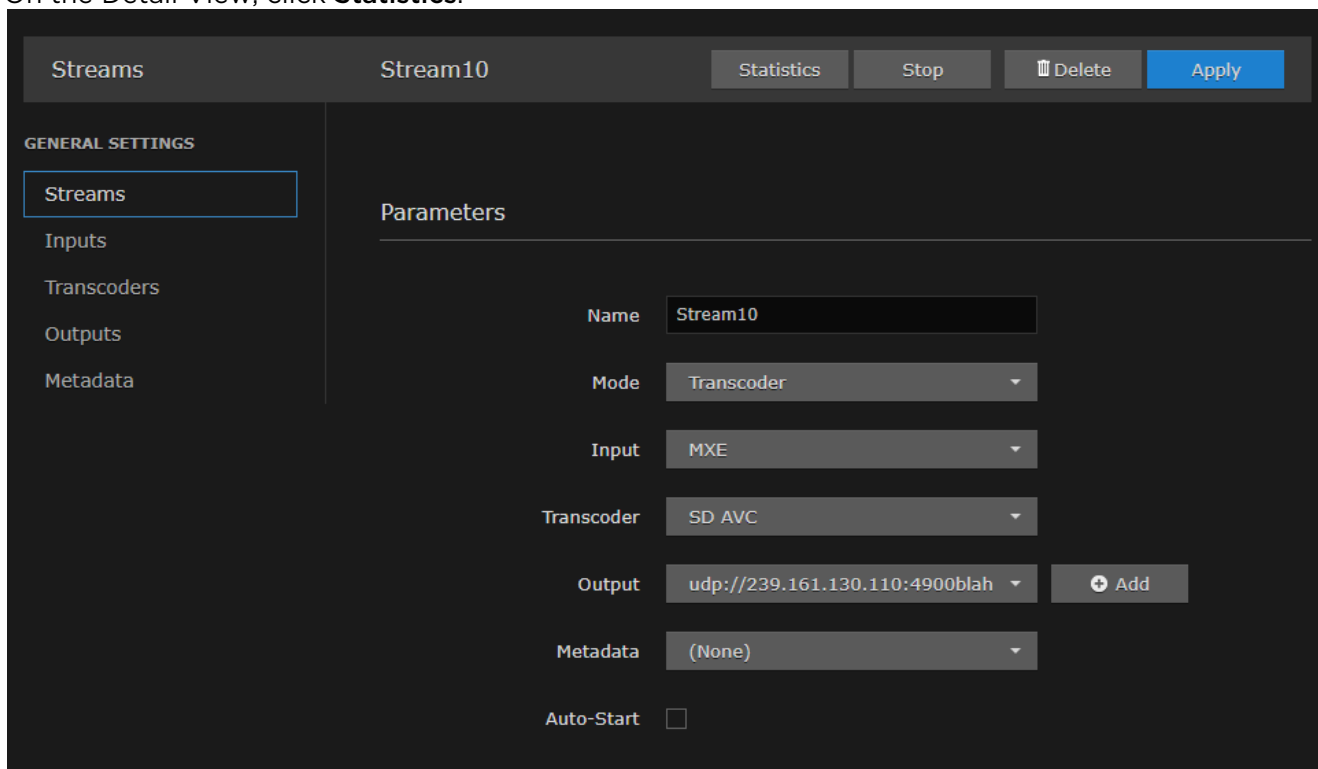 On the Detail View, click Statistics.
Streams Stream10 Statistics Stop Delete Apply
GENERAL SETTINGS
Streams
Inputs
Transcoders
Outputs
Metadata
Parameters
Name Stream10
Mode Transcoder
Input MXE
Transcoder SD AVC
Output udp://239.161.130.110:4900blah Add
Metadata (None)
Auto-Start